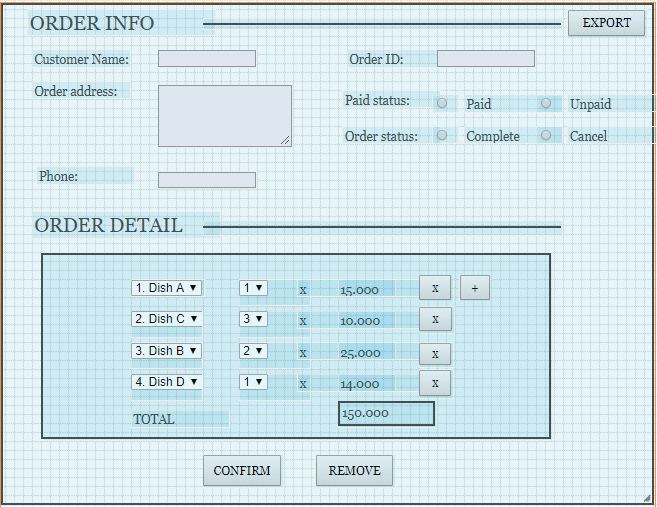 ORDER INFO EXPORT
Customer Name: Order ID:
Order address: Paid status: Paid Unpaid
Order status: Complete Cancel
Phone:
ORDER DETAIL
1. Dish A ▼ 1 ▼ x 15.000 x +
2. Dish C ▼ 3 ▼ x 10.000 x
3. Dish B ▼ 2 ▼ x 25.000 x
4. Dish D ▼ 1 ▼ x 14.000 x
TOTAL 150.000
CONFIRM REMOVE